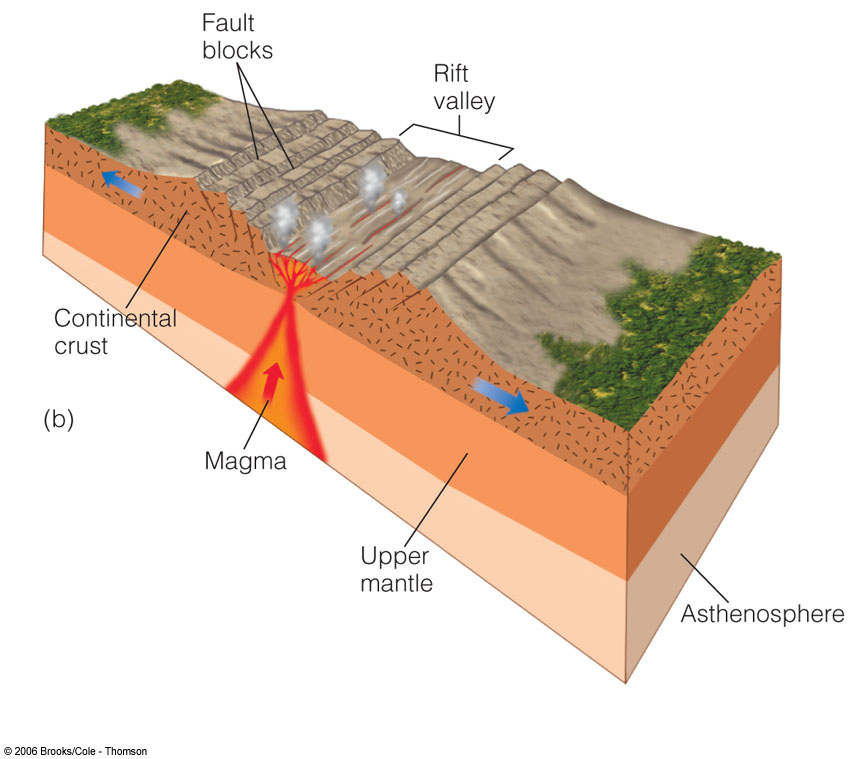 Fault
blocks
Rift
valley
Continental
crust
(b)
Magma
Upper
mantle
Asthenosphere
© 2006 Brooks/Cole - Thomson